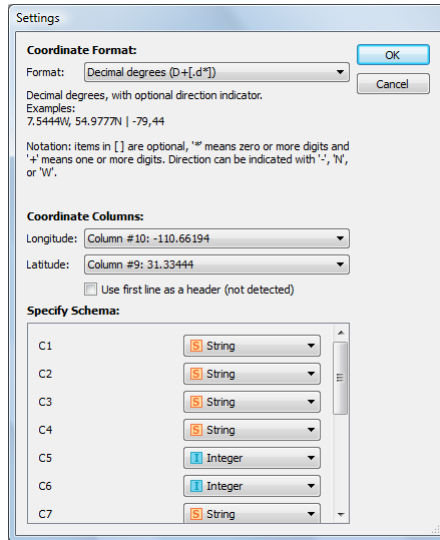 Settings
Coordinate Format:
Format: Decimal degrees (D+[.d*])
OK
Cancel
Decimal degrees, with optional direction indicator.
Examples:
7.5444W, 54.9777N | -79,44
Notation: items in [ ] are optional, '*' means zero or more digits and
'+' means one or more digits. Direction can be indicated with '-', 'N',
or 'W'.
Coordinate Columns:
Longitude: Column #10: -110.66194
Latitude: Column #9: 31.33444
Use first line as a header (not detected)
Specify Schema:
C1 S String
C2 S String
C3 S String
C4 S String
C5 I Integer
C6 I Integer
C7 S String